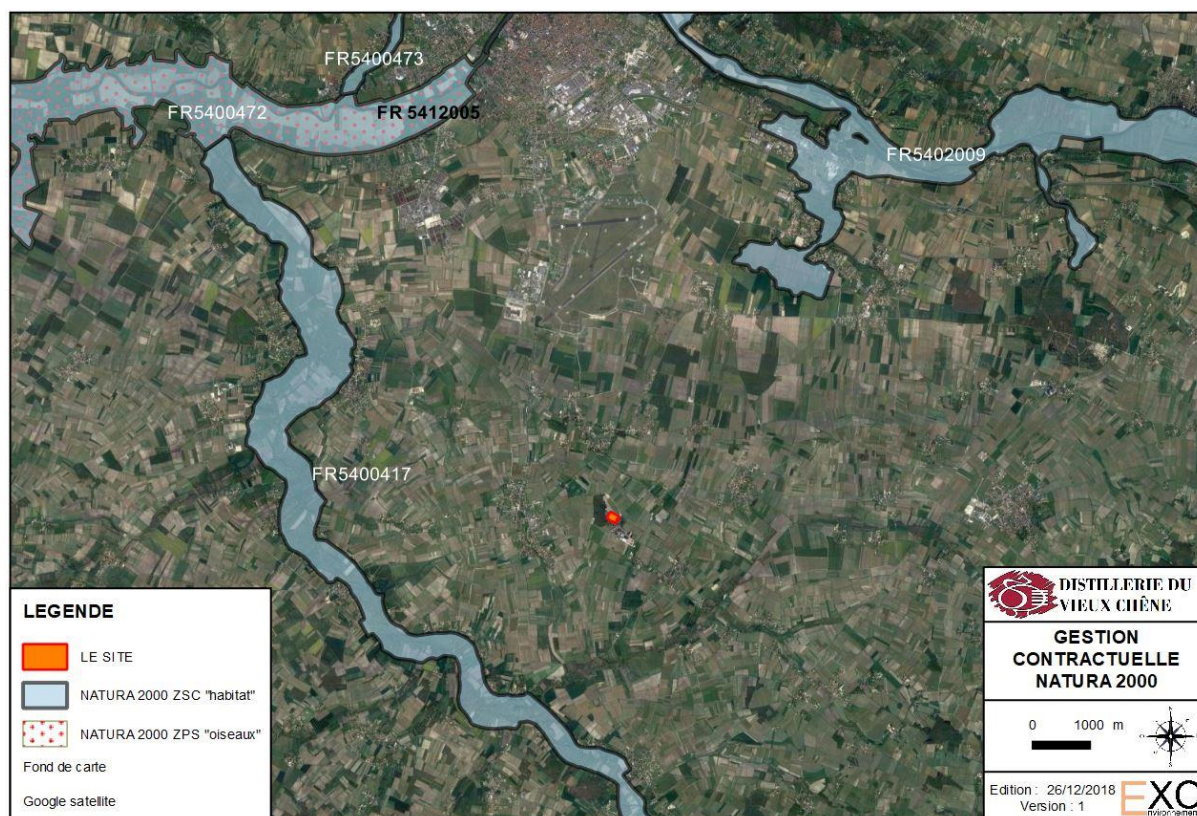 FR5400473
FR5400472
FR 5412005
FR5402009
FR5400417
LEGENDE
LE SITE
NATURA 2000 ZSC "habitat"
NATURA 2000 ZPS "oiseaux"
Fond de carte
Google satellite
DISTILLERIE DU
VIEUX CHÊNE
GESTION
CONTRACTUELLE
NATURA 2000
0 1000 m
Edition : 26/12/2018
Version : 1
EXO
nvironnement